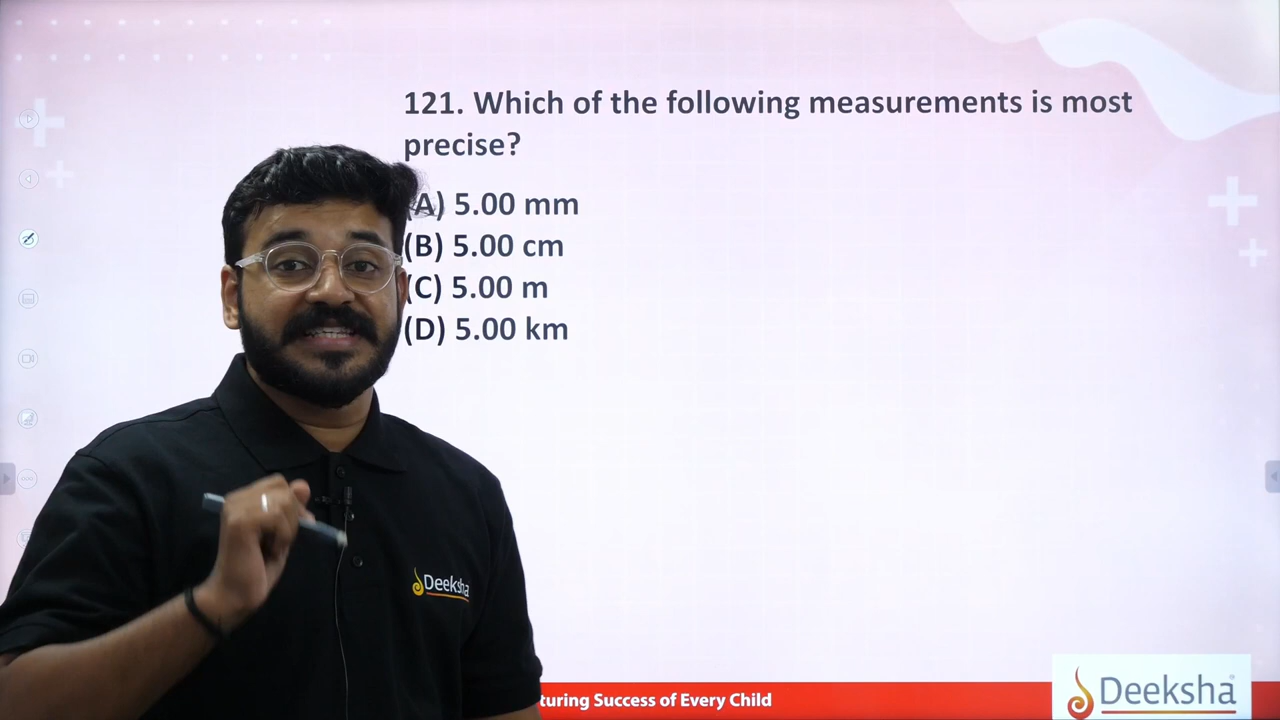 121. Which of the following measurements is most
precise?
(A) 5.00 mm
(B) 5.00 cm
(C) 5.00 m
(D) 5.00 km
Deeksha
Success of Every Child
Deeksha